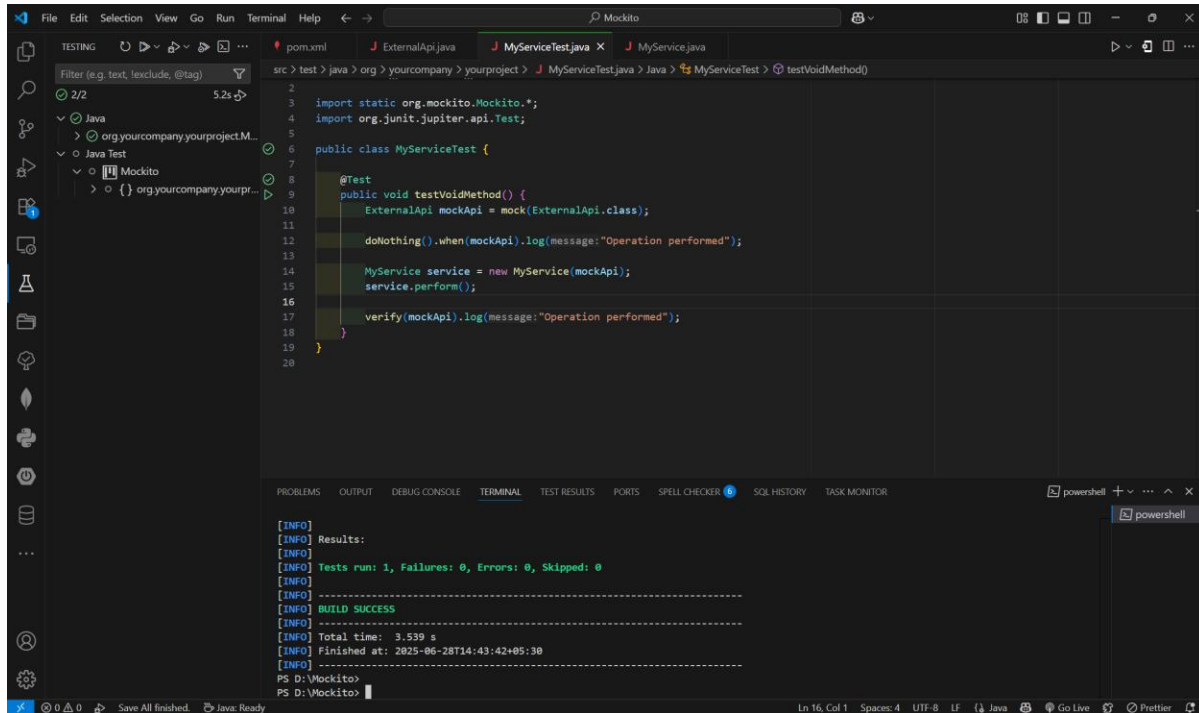 File Edit Selection View Go Run Terminal Help
Mockito
TESTING
Filter (e.g. text, !exclude, @tag)
2/2 5.2s
Java
org.yourcompany.yourproject.M...
Java Test
Mockito
{ } org.yourcompany.yourpr...
pom.xml J ExternalApi.java J MyServiceTest.java J MyService.java
src > test > java > org > yourcompany > yourproject > J MyServiceTest.java > Java > MyServiceTest > testVoidMethod()
2
3 import static org.mockito.Mockito.*;
4 import org.junit.jupiter.api.Test;
5
6 public class MyServiceTest {
7
8 @Test
9 public void testVoidMethod() {
10 ExternalApi mockApi = mock(ExternalApi.class);
11
12 doNothing().when(mockApi).log(message:"Operation performed");
13
14 MyService service = new MyService(mockApi);
15 service.perform();
16
17 verify(mockApi).log(message:"Operation performed");
18 }
19 }
20
PROBLEMS OUTPUT DEBUG CONSOLE TERMINAL TEST RESULTS PORTS SPELL CHECKER 6 SQL HISTORY TASK MONITOR
powershell
powershell
[INFO]
[INFO] Results:
[INFO]
[INFO] Tests run: 1, Failures: 0, Errors: 0, Skipped: 0
[INFO]
[INFO] ------------------------------------------------------------------------
[INFO] BUILD SUCCESS
[INFO] ------------------------------------------------------------------------
[INFO] Total time: 3.539 s
[INFO] Finished at: 2025-06-28T14:43:42+05:30
[INFO] ------------------------------------------------------------------------
PS D:\Mockito>
PS D:\Mockito>
0 0 Save All finished. Java: Ready Ln 16, Col 1 Spaces: 4 UTF-8 LF Java Go Live Prettier